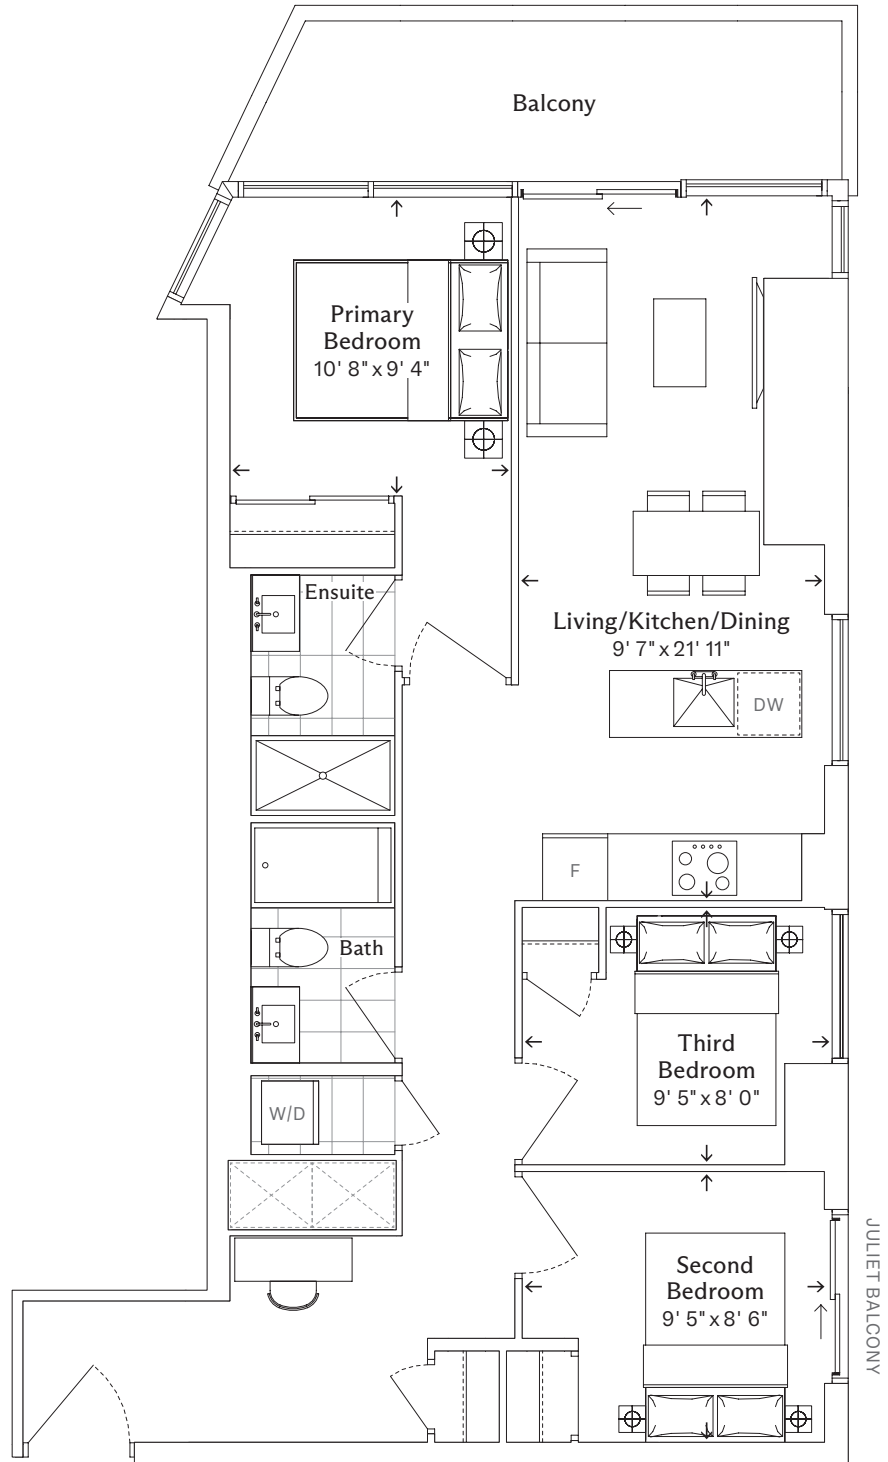 Balcony
Primary
Bedroom
10' 8" x 9' 4"
Ensuite
Living/Kitchen/Dining
9' 7" x 21' 11"
DW
F
Bath
Third
Bedroom
9' 5" x 8' 0"
W/D
Second
Bedroom
9' 5" x 8' 6"
JULIET BALCONY